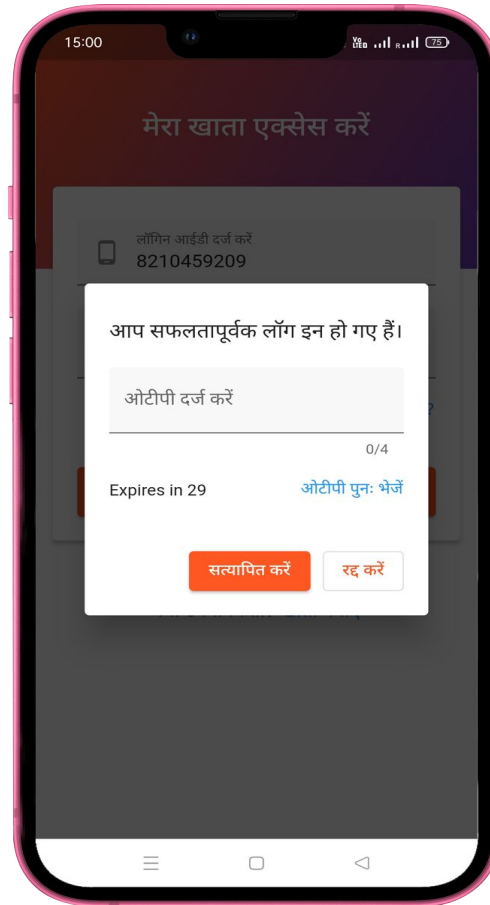 15:00
75
मेरा खाता एक्सेस करें
लॉगिन आईडी दर्ज करें
8210459209
आप सफलतापूर्वक लॉग इन हो गए हैं।
ओटीपी दर्ज करें
?
0/4
Expires in 29
ओटीपी पुनः भेजें
सत्यापित करें
रद्द करें